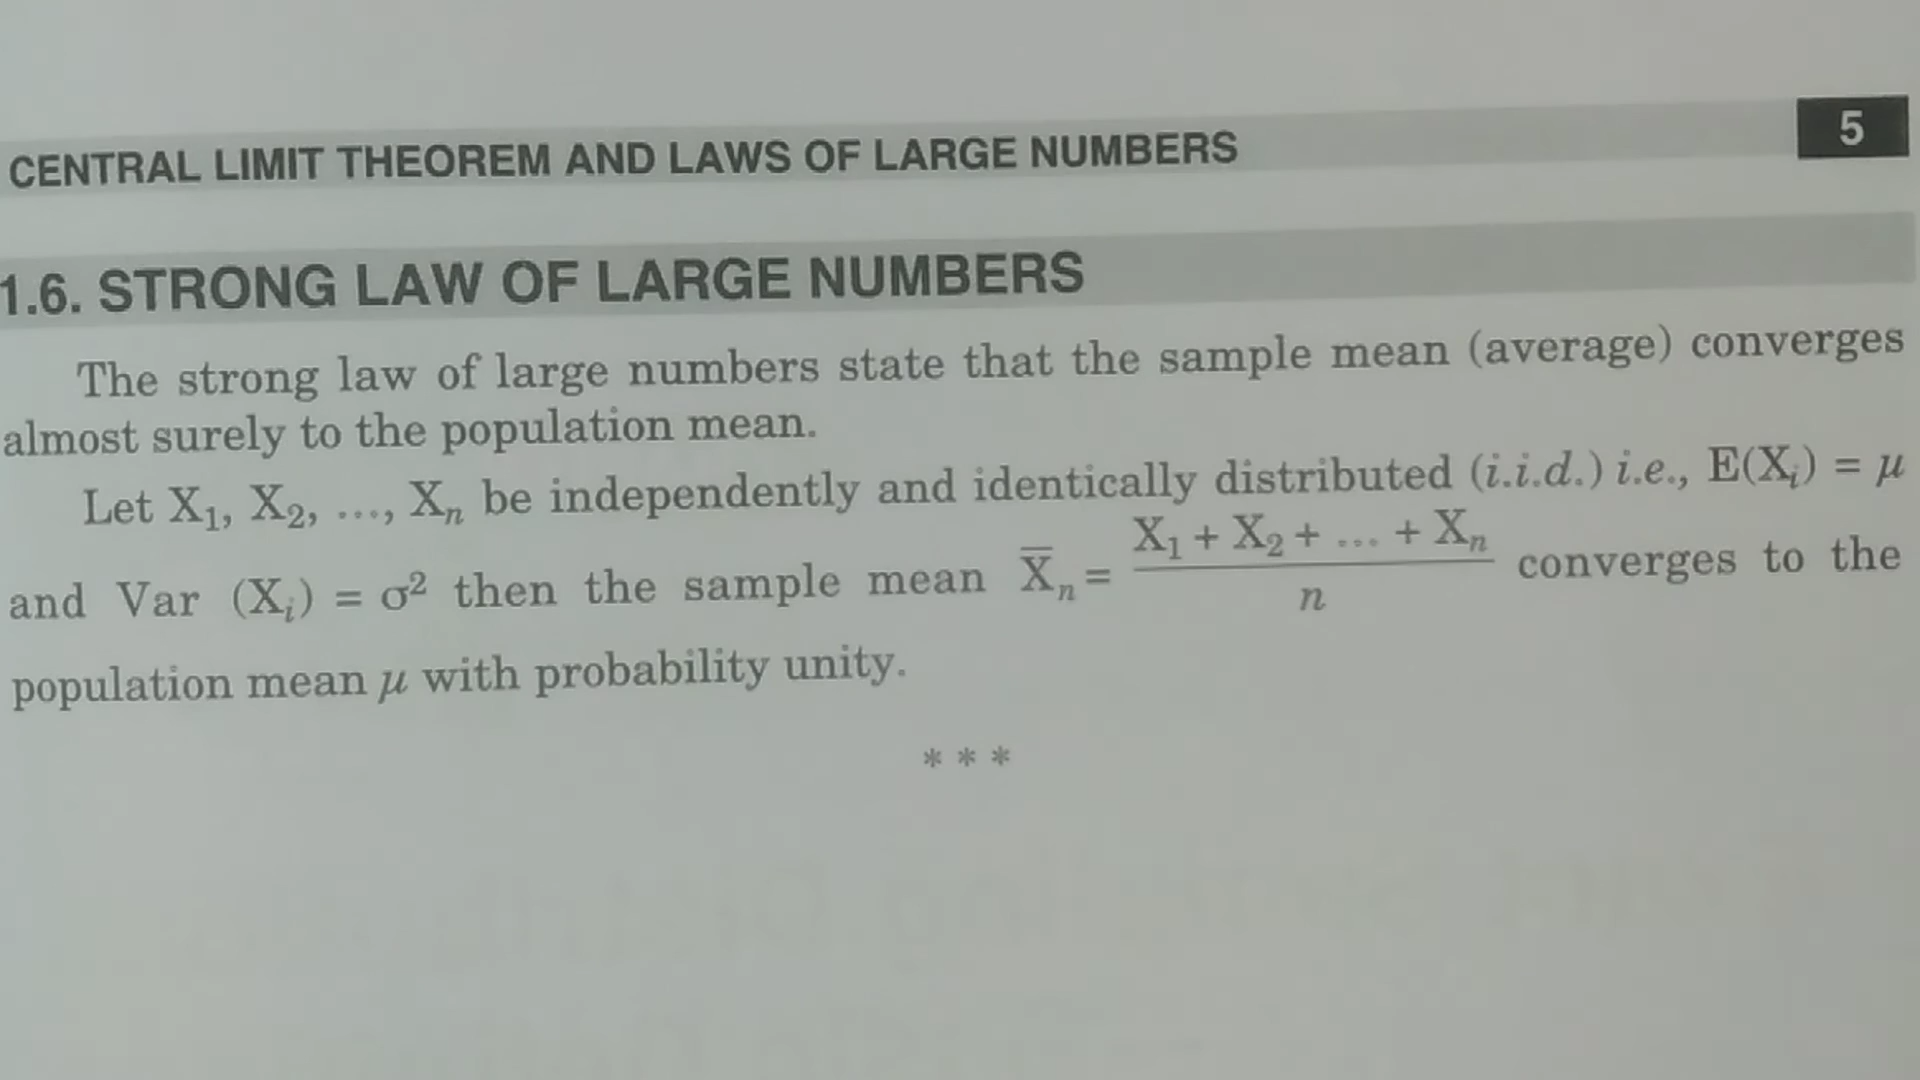 CENTRAL LIMIT THEOREM AND LAWS OF LARGE NUMBERS 5
1.6. STRONG LAW OF LARGE NUMBERS
The strong law of large numbers state that the sample mean (average) converges
almost surely to the population mean.
Let X₁, X₂, ..., Xₙ be independently and identically distributed (i.i.d.) i.e., E(Xᵢ) = μ
and Var (Xᵢ) = σ² then the sample mean X̅ₙ = (X₁ + X₂ + ... + Xₙ)/n converges to the
population mean μ with probability unity.
* * *